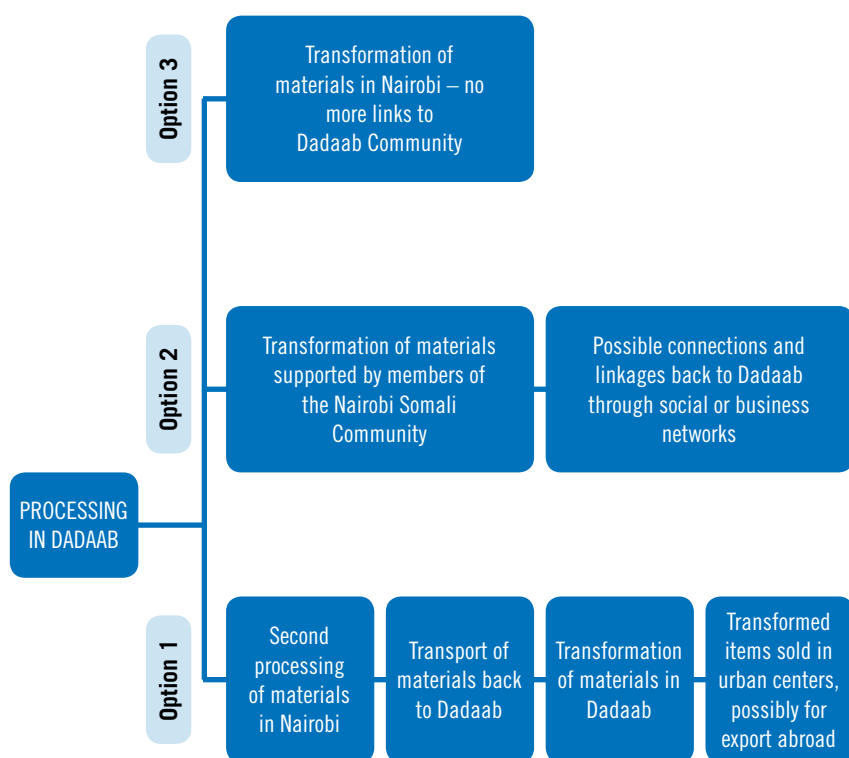 Option 3
Transformation of
materials in Nairobi – no
more links to
Dadaab Community
Option 2
Transformation of materials
supported by members of
the Nairobi Somali
Community
Possible connections and
linkages back to Dadaab
through social or business
networks
PROCESSING
IN DADAAB
Option 1
Second
processing
of materials
in Nairobi
Transport of
materials back
to Dadaab
Transformation
of materials in
Dadaab
Transformed
items sold in
urban centers,
possibly for
export abroad